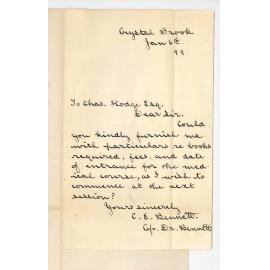 Crystal Brook
Jan 6th
99.
To Chas. Hodge Esq.
Dear Sir.
Could
you kindly furnish me
with particulars re books
required, fees, and date
of entrance for the med-
ical course, as I wish to
commence at the next
session?
Yours sincerely
C. E. Bennett.
C/o. Dr. Bennett